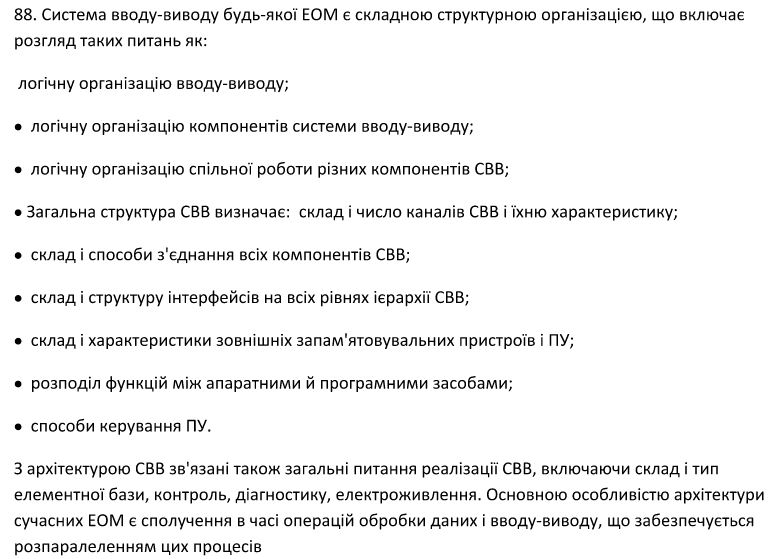 88. Система вводу-виводу будь-якої ЕОМ є складною структурною організацією, що включає
розгляд таких питань як:
логічну організацію вводу-виводу;
• логічну організацію компонентів системи вводу-виводу;
• логічну організацію спільної роботи різних компонентів СВВ;
• Загальна структура СВВ визначає: склад і число каналів СВВ і їхню характеристику;
• склад і способи з'єднання всіх компонентів СВВ;
• склад і структуру інтерфейсів на всіх рівнях ієрархії СВВ;
• склад і характеристики зовнішніх запам'ятовувальних пристроїв і ПУ;
• розподіл функцій між апаратними й програмними засобами;
• способи керування ПУ.
З архітектурою СВВ зв'язані також загальні питання реалізації СВВ, включаючи склад і тип
елементної бази, контроль, діагностику, електроживлення. Основною особливістю архітектури
сучасних ЕОМ є сполучення в часі операцій обробки даних і вводу-виводу, що забезпечується
розпаралеленням цих процесів